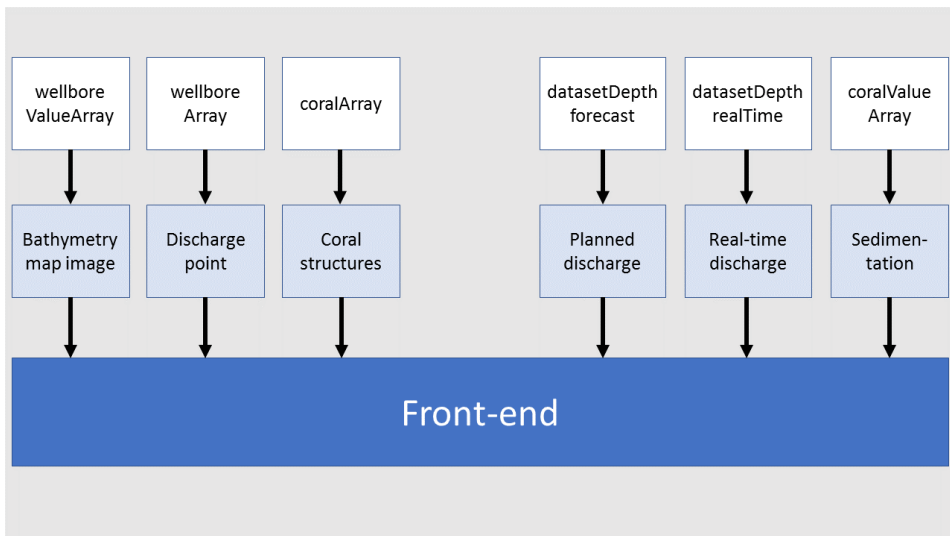 wellbore
ValueArray
wellbore
Array
coralArray
datasetDepth
forecast
datasetDepth
realTime
coralValue
Array
Bathymetry
map image
Discharge
point
Coral
structures
Planned
discharge
Real-time
discharge
Sedimen-
tation
Front-end